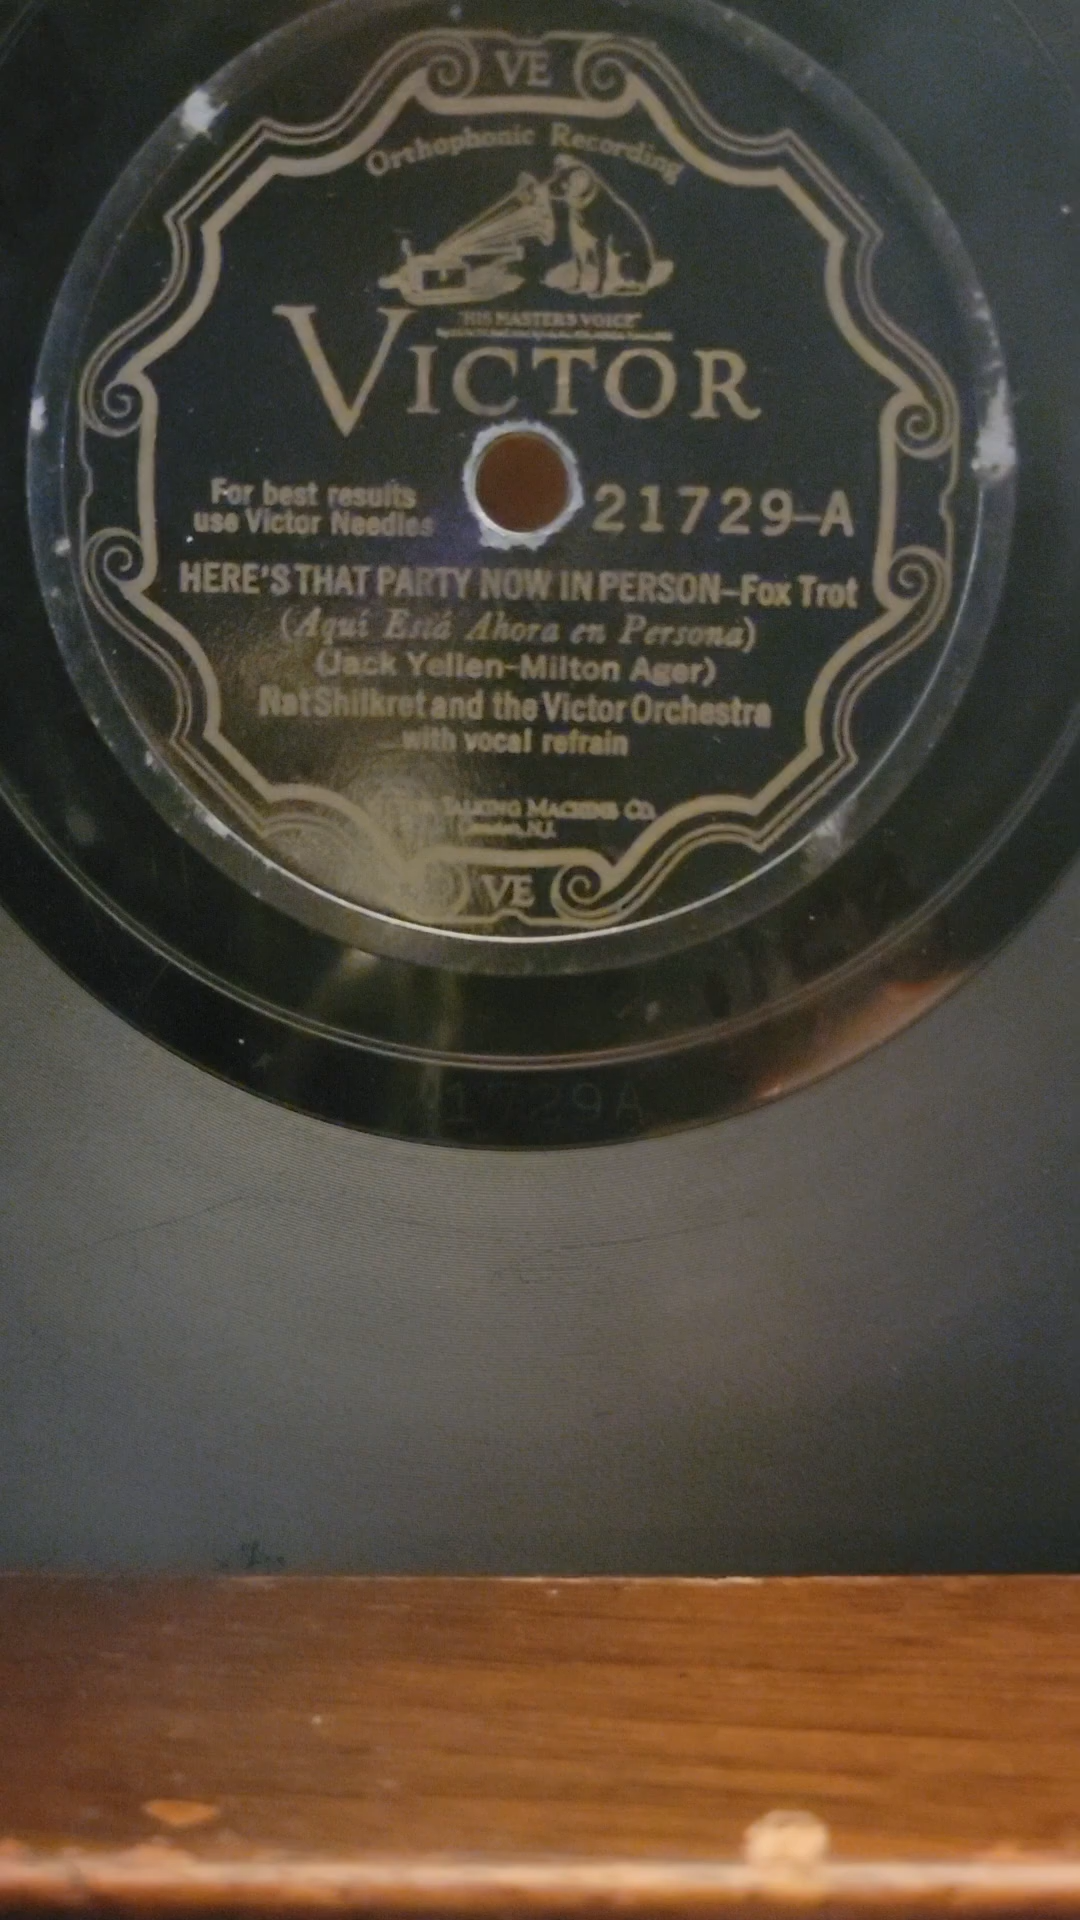 VE
Orthophonic Recording
"HIS MASTER'S VOICE"
VICTOR
For best results
use Victor Needles
21729-A
HERE'S THAT PARTY NOW IN PERSON-Fox Trot
(Aquí Está Ahora en Persona)
(Jack Yellen-Milton Ager)
Nat Shilkret and the Victor Orchestra
with vocal refrain
TALKING MACHINE CO.
Camden, N.J.
VE
1729A